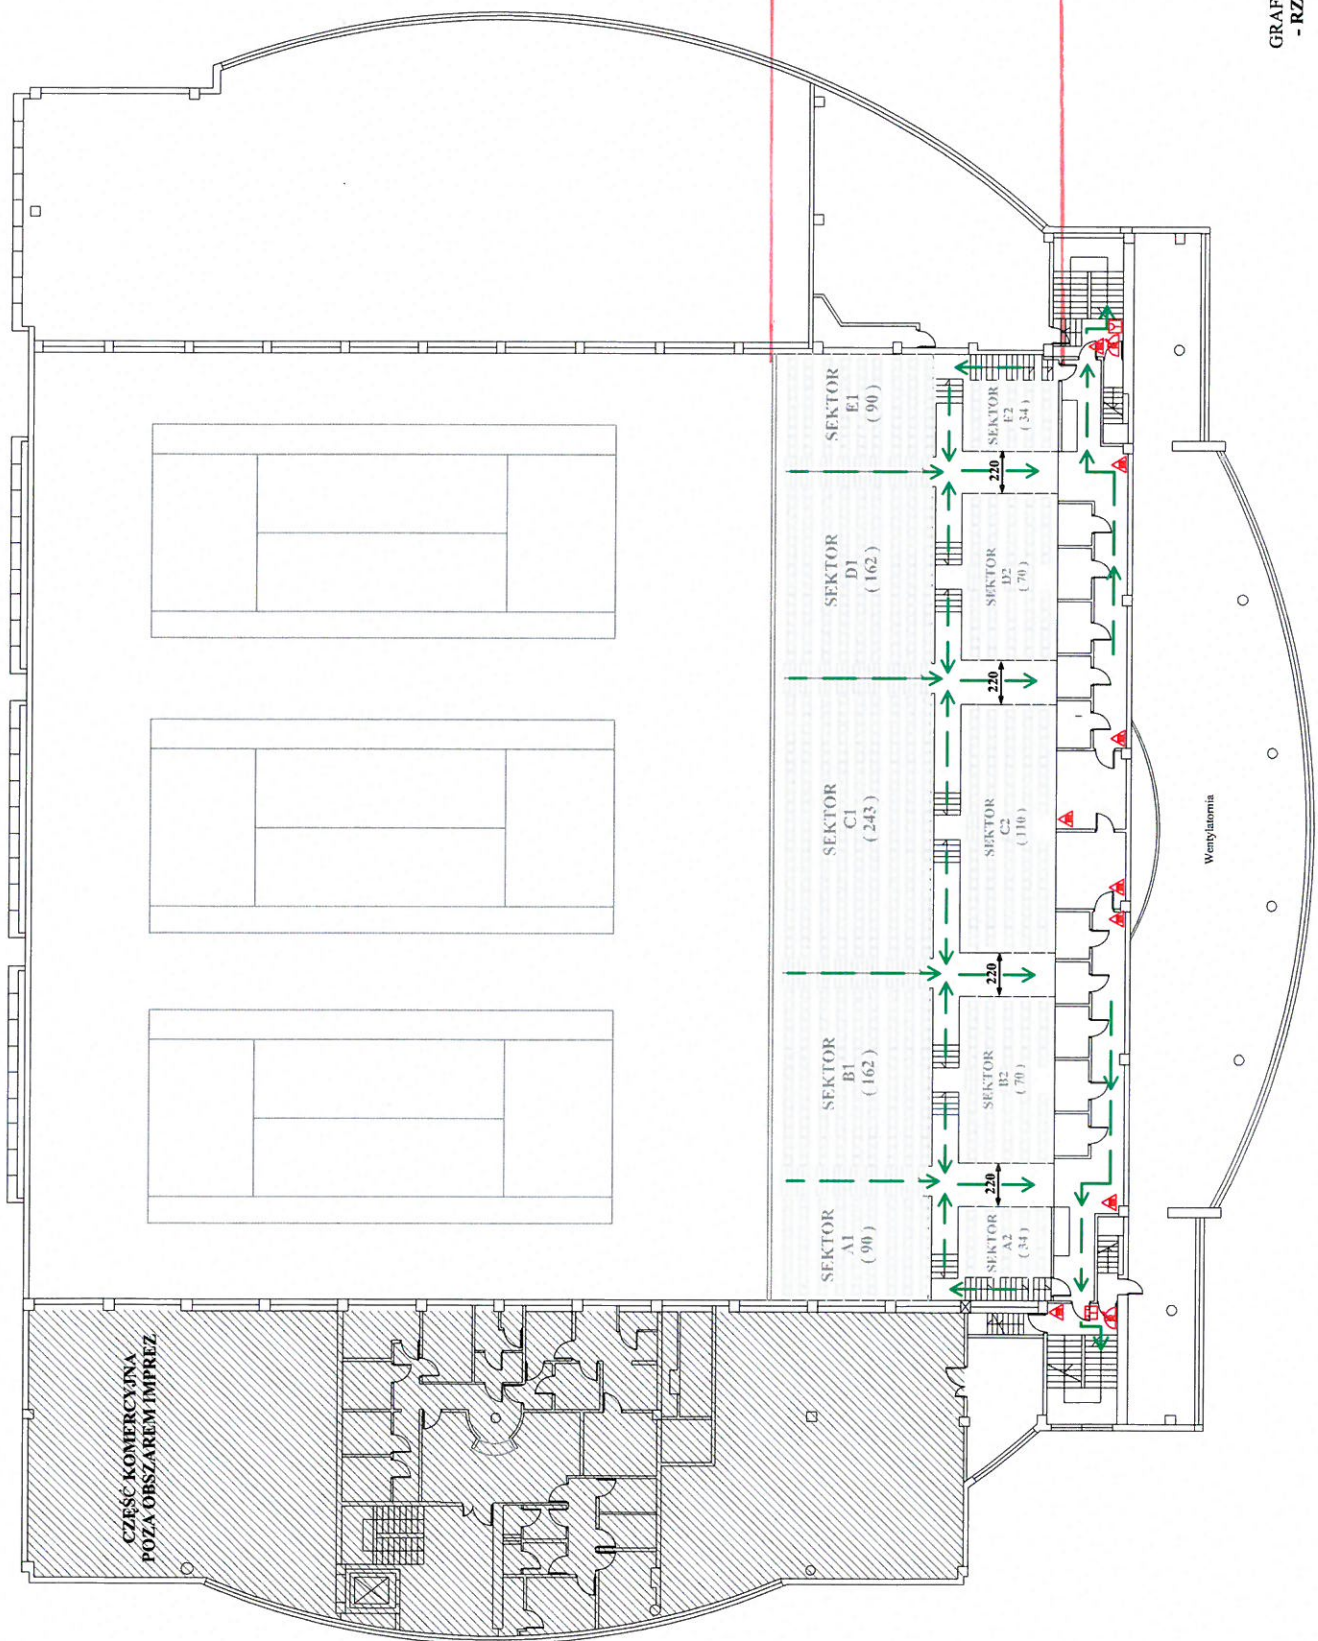 GRAF
- RZ
CZĘŚĆ KOMERCYJNA
POZA OBSZAREM IMPREZ
SEKTOR
A1
( 90 )
SEKTOR
B1
( 162 )
SEKTOR
C1
( 243 )
SEKTOR
D1
( 162 )
SEKTOR
E1
( 90 )
SEKTOR
A2
( 34 )
220
SEKTOR
B2
( 70 )
220
SEKTOR
C2
( 110 )
220
SEKTOR
D2
( 70 )
220
SEKTOR
E2
( 34 )
Wentylatornia